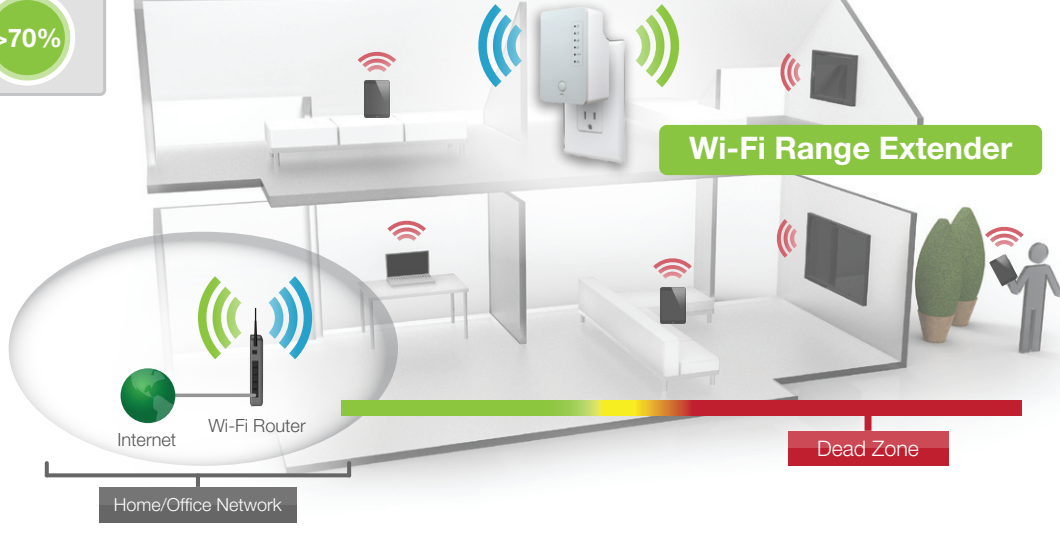 >70%
Wi-Fi Range Extender
Internet
Wi-Fi Router
Dead Zone
Home/Office Network